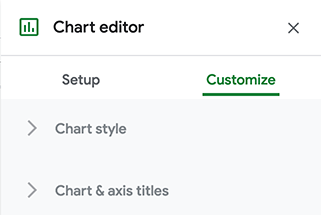 Chart editor
Setup Customize
Chart style
Chart & axis titles